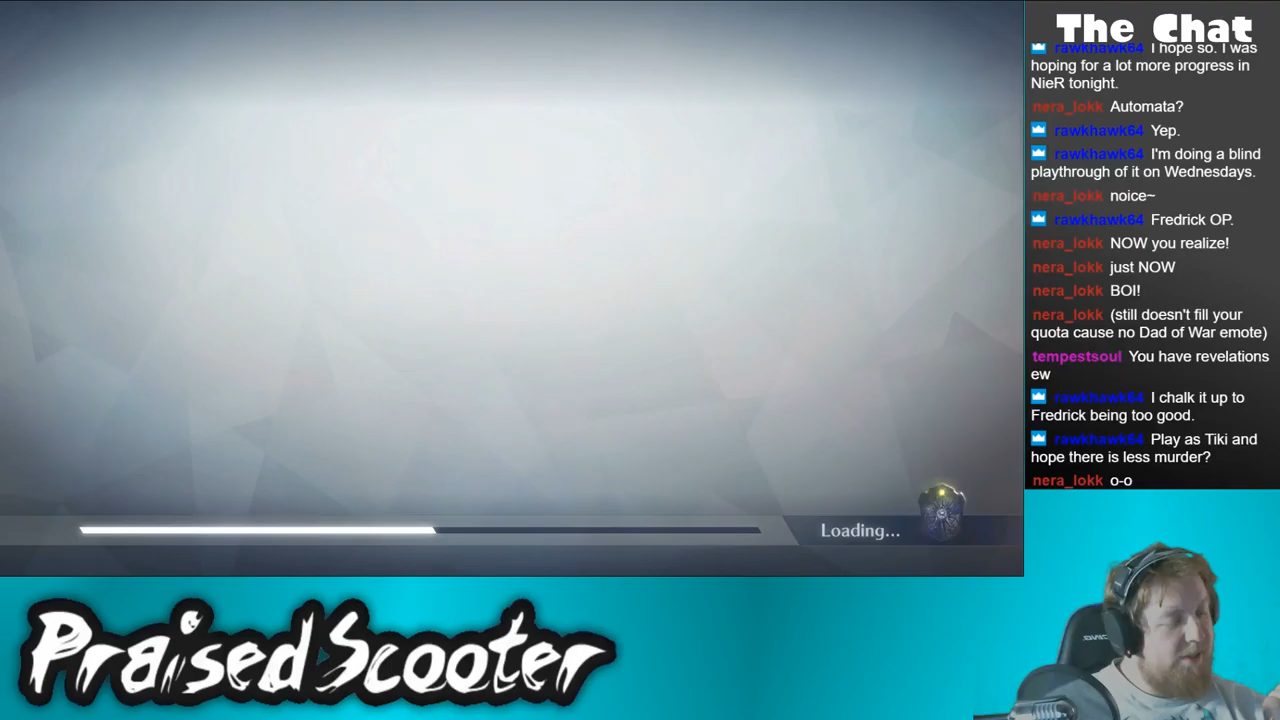 The Chat
rawkhawk64 I hope so. I was
hoping for a lot more progress in
NieR tonight.
nera_lokk Automata?
rawkhawk64 Yep.
rawkhawk64 I'm doing a blind
playthrough of it on Wednesdays.
nera_lokk noice~
rawkhawk64 Fredrick OP.
nera_lokk NOW you realize!
nera_lokk just NOW
nera_lokk BOI!
nera_lokk (still doesn't fill your
quota cause no Dad of War emote)
tempestsoul You have revelations
ew
rawkhawk64 I chalk it up to
Fredrick being too good.
rawkhawk64 Play as Tiki and
hope there is less murder?
nera_lokk o-o
Loading...
PraisedScooter